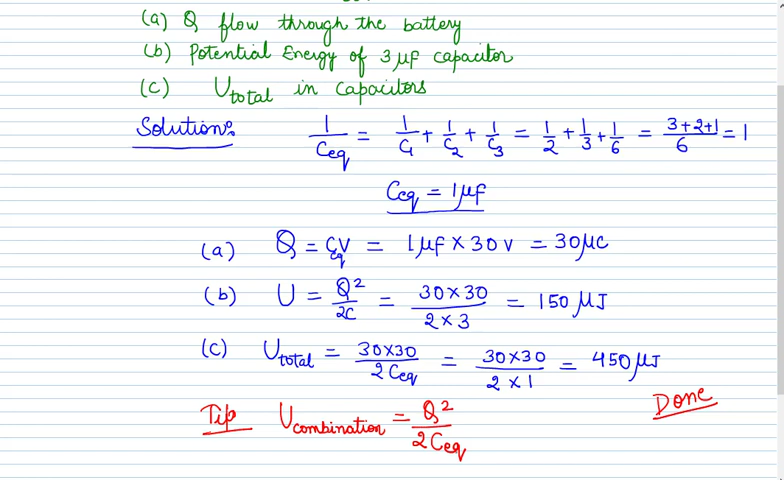 (a) Q flow through the battery
(b) Potential Energy of 3 μf capacitor
(c) U total in capacitors
Solution:
1/Ceq = 1/C1 + 1/C2 + 1/C3 = 1/2 + 1/3 + 1/6 = 3+2+1/6 = 1
Ceq = 1μf
(a) Q = CeqV = 1μf × 30 V = 30μC
(b) U = Q²/2C = 30×30/2×3 = 150 μJ
(c) Utotal = 30×30/2Ceq = 30×30/2×1 = 450μJ
Done
Tip Ucombination = Q²/2Ceq